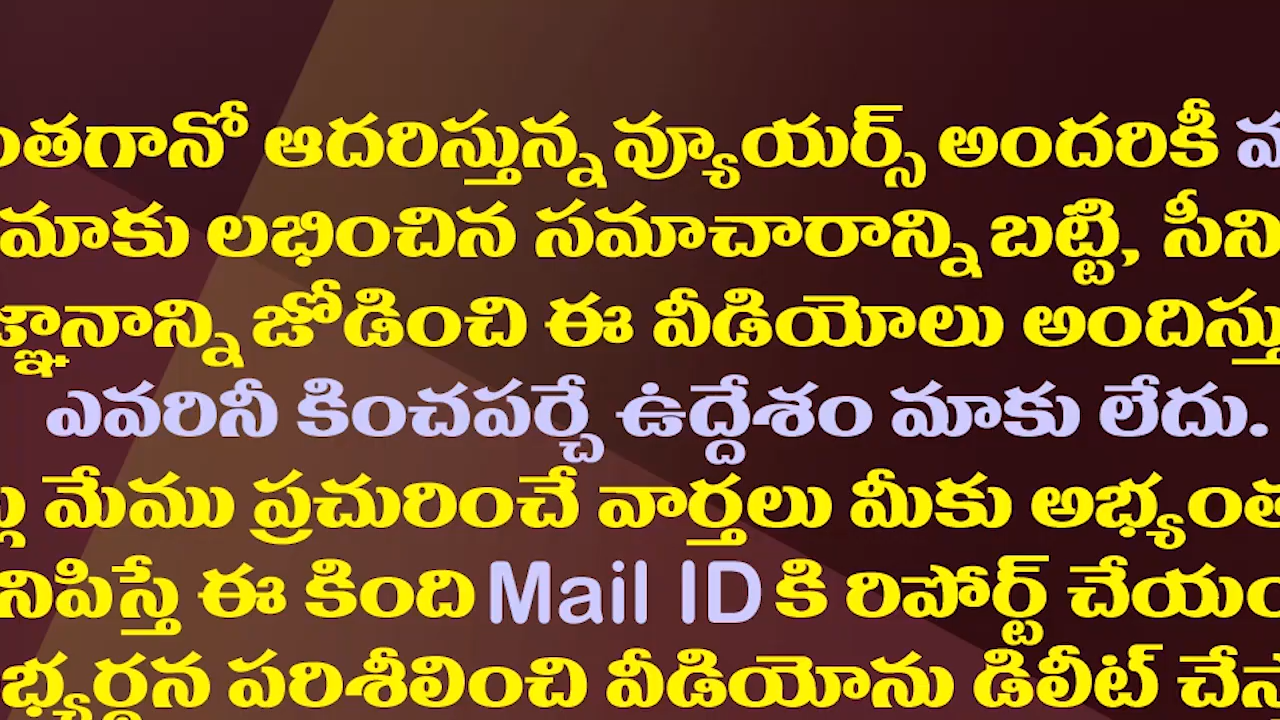 ఆదరిస్తున్న వ్యూయర్స్ అందరికీ
మాకు లభించిన సమాచారాన్ని బట్టి,
జోడించి ఈ వీడియోలు
ఎవరినీ కించపర్చే ఉద్దేశం మాకు లేదు.
మేము ప్రచురించే వార్తలు మీకు
ఈ కింది Mail ID కి రిపోర్ట్
పరిశీలించి వీడియోను డిలీట్